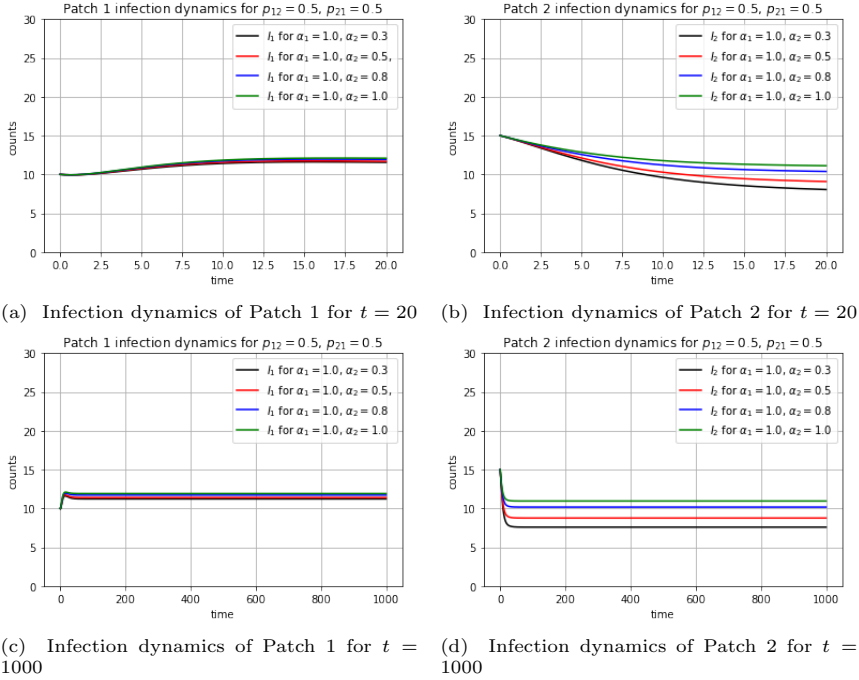 Patch 1 infection dynamics for p₁₂ = 0.5, p₂₁ = 0.5
30
25
20
15
10
5
0
counts
I₁ for α₁ = 1.0, α₂ = 0.3
I₁ for α₁ = 1.0, α₂ = 0.5,
I₁ for α₁ = 1.0, α₂ = 0.8
I₁ for α₁ = 1.0, α₂ = 1.0
0.0 2.5 5.0 7.5 10.0 12.5 15.0 17.5 20.0
time
(a) Infection dynamics of Patch 1 for t = 20
Patch 2 infection dynamics for p₁₂ = 0.5, p₂₁ = 0.5
30
25
20
15
10
5
0
counts
I₂ for α₁ = 1.0, α₂ = 0.3
I₂ for α₁ = 1.0, α₂ = 0.5
I₂ for α₁ = 1.0, α₂ = 0.8
I₂ for α₁ = 1.0, α₂ = 1.0
0.0 2.5 5.0 7.5 10.0 12.5 15.0 17.5 20.0
time
(b) Infection dynamics of Patch 2 for t = 20
Patch 1 infection dynamics for p₁₂ = 0.5, p₂₁ = 0.5
30
25
20
15
10
5
0
counts
I₁ for α₁ = 1.0, α₂ = 0.3
I₁ for α₁ = 1.0, α₂ = 0.5,
I₁ for α₁ = 1.0, α₂ = 0.8
I₁ for α₁ = 1.0, α₂ = 1.0
0 200 400 600 800 1000
time
(c) Infection dynamics of Patch 1 for t =
1000
Patch 2 infection dynamics for p₁₂ = 0.5, p₂₁ = 0.5
30
25
20
15
10
5
0
counts
I₂ for α₁ = 1.0, α₂ = 0.3
I₂ for α₁ = 1.0, α₂ = 0.5
I₂ for α₁ = 1.0, α₂ = 0.8
I₂ for α₁ = 1.0, α₂ = 1.0
0 200 400 600 800 1000
time
(d) Infection dynamics of Patch 2 for t =
1000